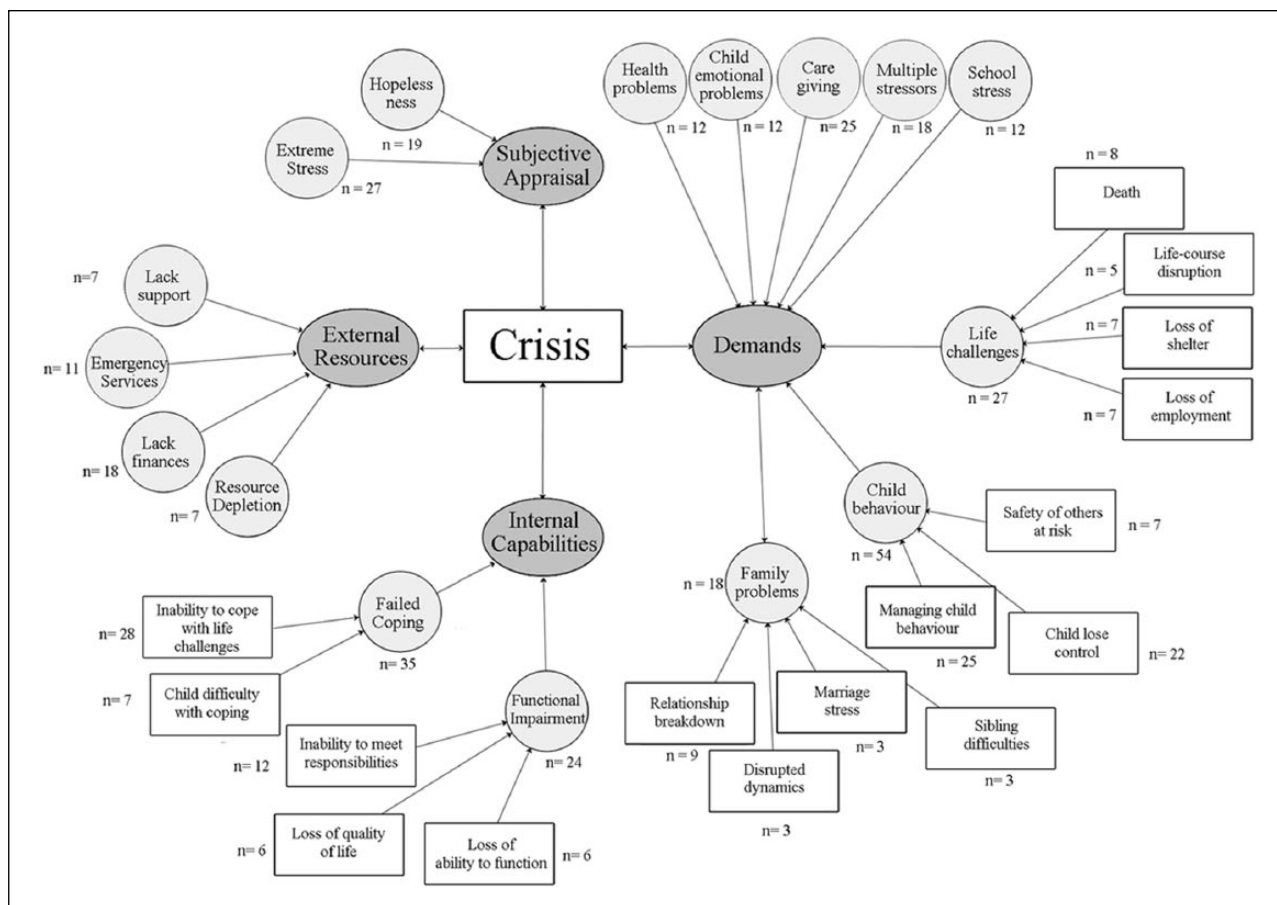 Hopeless
ness
n = 19
Extreme
Stress
n = 27
Subjective
Appraisal
Health
problems
n = 12
Child
emotional
problems
n = 12
Care
giving
n= 25
Multiple
stressors
n = 18
School
stress
n = 12
n = 8
Death
n = 5
Life-course
disruption
n = 7
Loss of
shelter
n = 7
Loss of
employment
Life
challenges
n = 27
n=7
Lack
support
n= 11
Emergency
Services
n= 18
Lack
finances
n= 7
Resource
Depletion
External
Resources
Crisis
Demands
Internal
Capabilities
Failed
Coping
n= 35
n= 28
Inability to cope
with life
challenges
n= 7
Child difficulty
with coping
Functional
Impairment
n= 24
n= 12
Inability to meet
responsibilities
n= 6
Loss of quality
of life
Loss of
ability to function
n= 6
Child
behaviour
n = 54
Safety of others
at risk
n = 7
Managing child
behaviour
n = 25
Child lose
control
n= 22
n = 18
Family
problems
Relationship
breakdown
n = 9
Disrupted
dynamics
n= 3
Marriage
stress
n= 3
Sibling
difficulties
n= 3